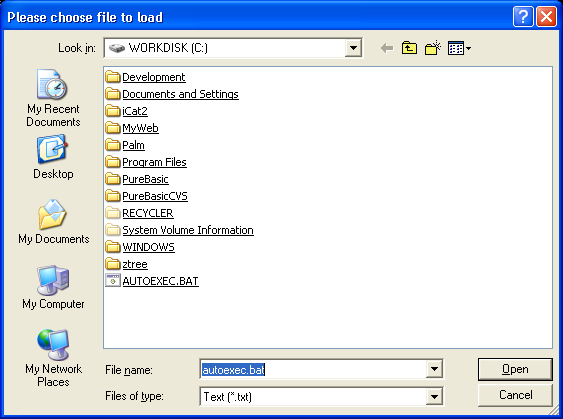 Please choose file to load
Look in: WORKDISK (C:)
My Recent
Documents
Desktop
My Documents
My Computer
My Network
Places
Development
Documents and Settings
iCat2
MyWeb
Palm
Program Files
PureBasic
PureBasicCVS
RECYCLER
System Volume Information
WINDOWS
ztree
AUTOEXEC.BAT
File name: autoexec.bat Open
Files of type: Text (*.txt) Cancel